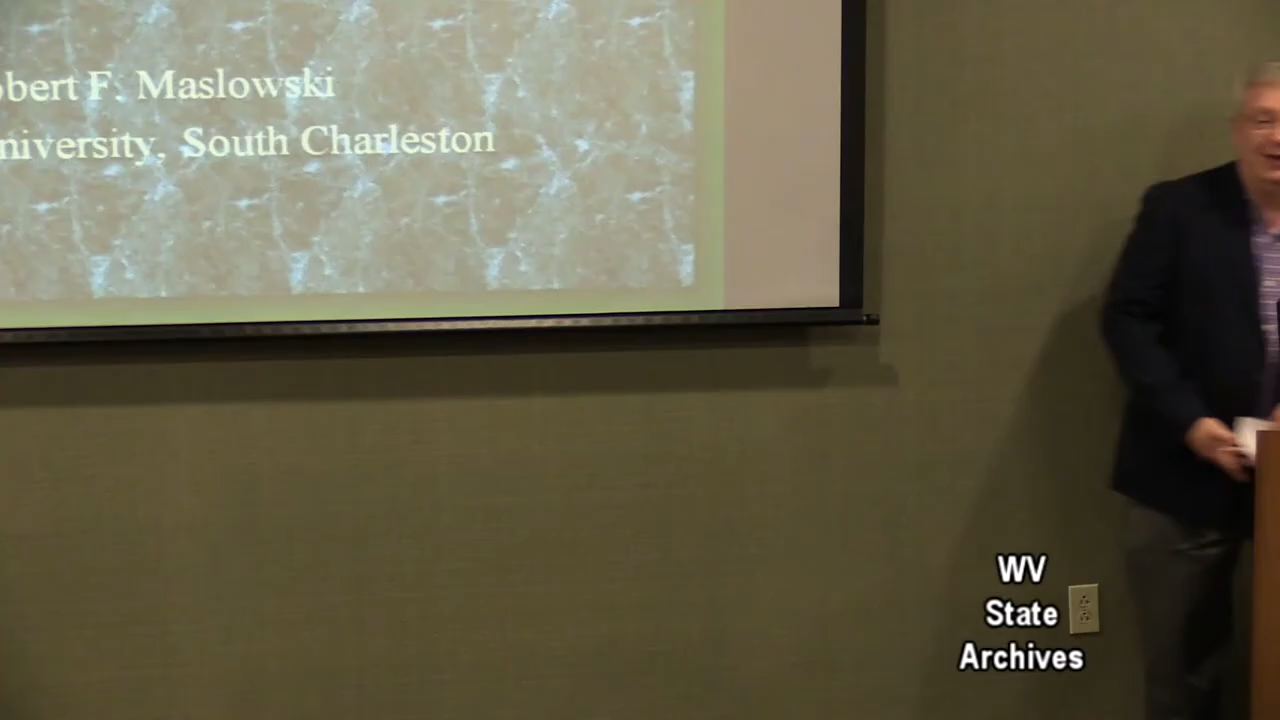 obert F. Maslowski
niversity, South Charleston
WV
State
Archives